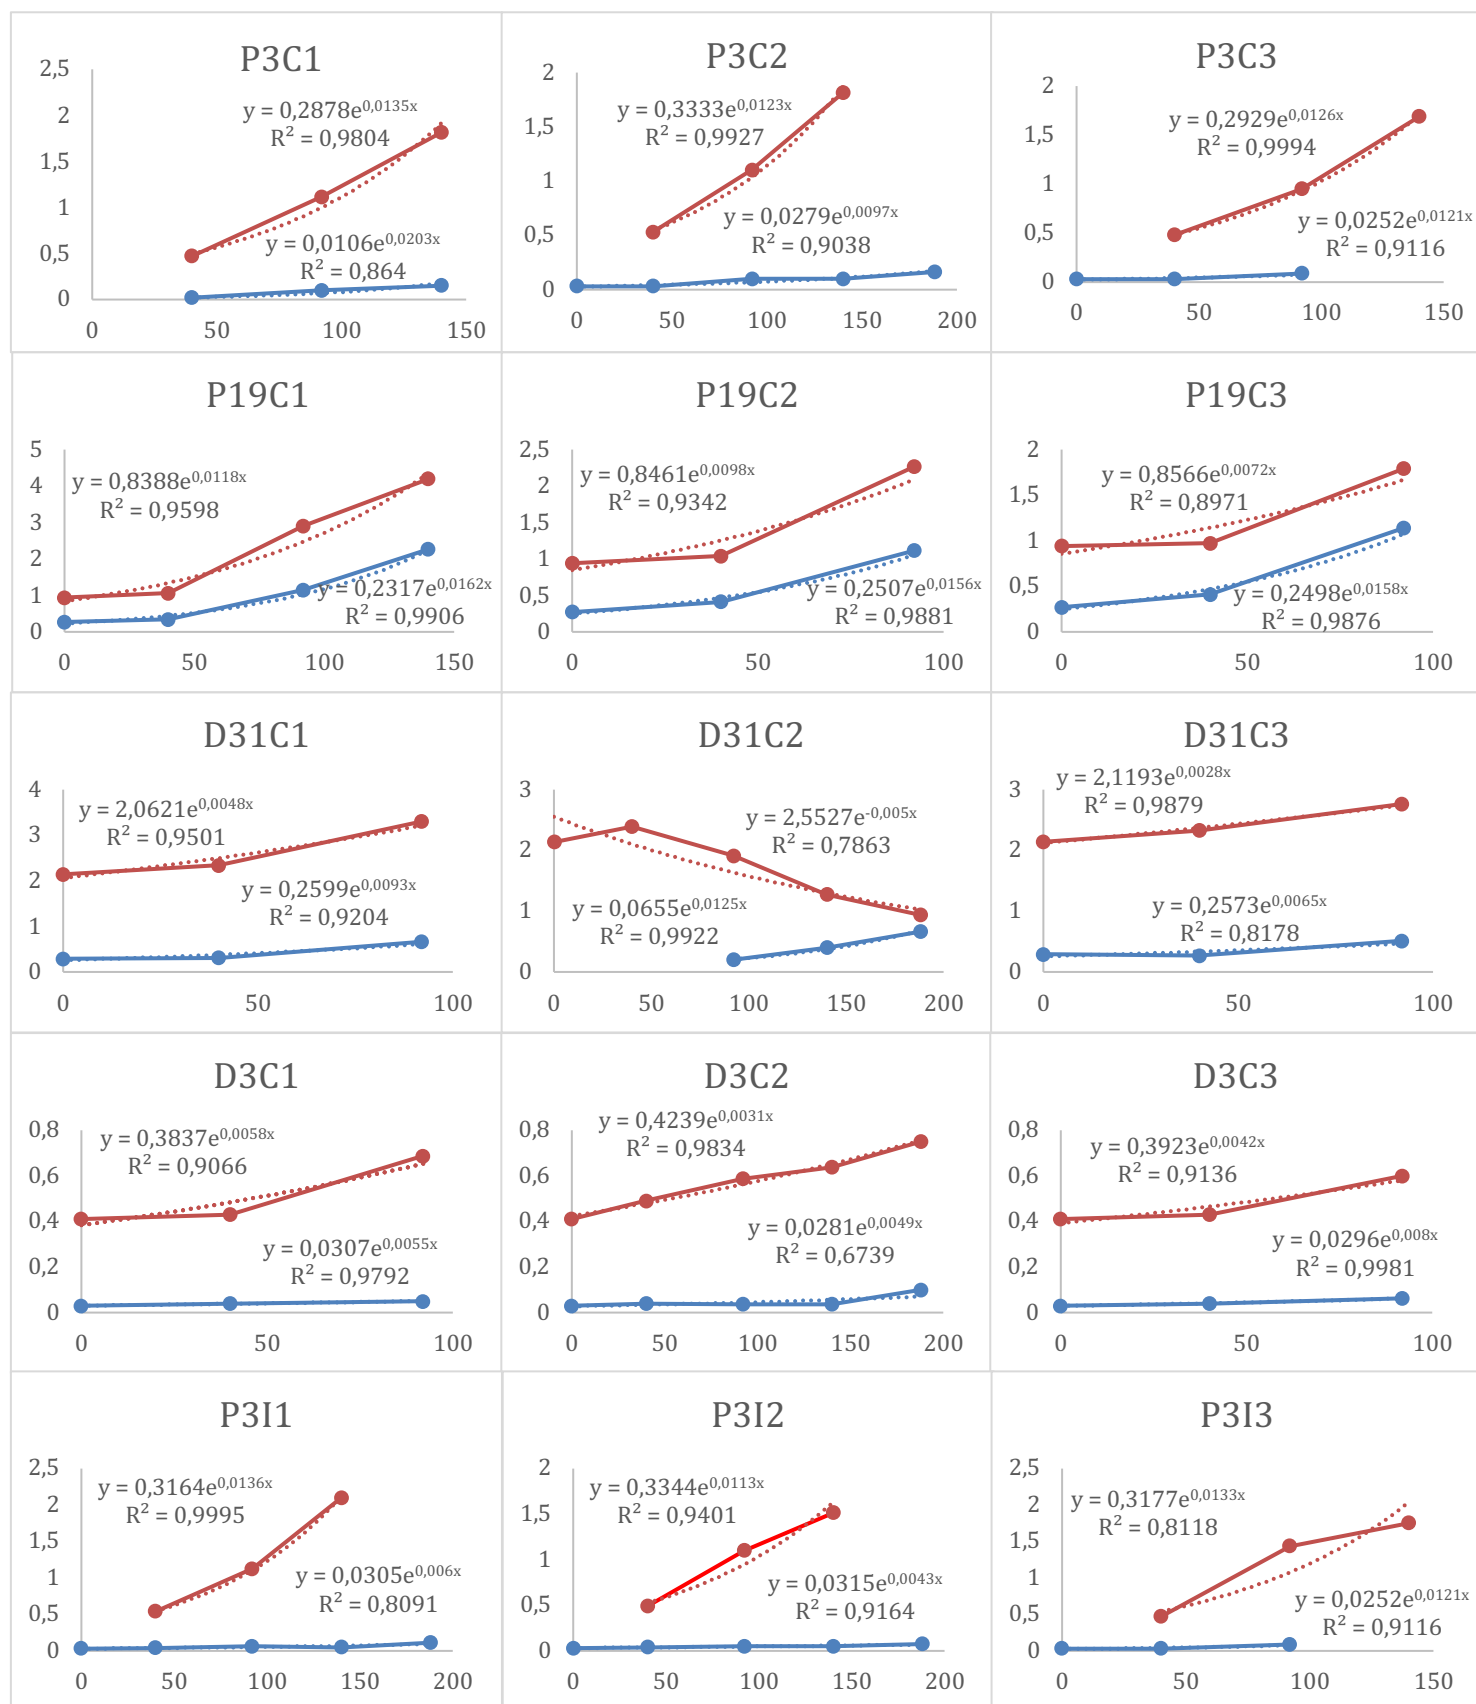 P3C1
2,5
2
1,5
1
0,5
0
y = 0,2878e^0,0135x
R² = 0,9804
y = 0,0106e^0,0203x
R² = 0,864
0 50 100 150
P3C2
2
1,5
1
0,5
0
y = 0,3333e^0,0123x
R² = 0,9927
y = 0,0279e^0,0097x
R² = 0,9038
0 50 100 150 200
P3C3
2
1,5
1
0,5
0
y = 0,2929e^0,0126x
R² = 0,9994
y = 0,0252e^0,0121x
R² = 0,9116
0 50 100 150
P19C1
5
4
3
2
1
0
y = 0,8388e^0,0118x
R² = 0,9598
y = 0,2317e^0,0162x
R² = 0,9906
0 50 100 150
P19C2
2,5
2
1,5
1
0,5
0
y = 0,8461e^0,0098x
R² = 0,9342
y = 0,2507e^0,0156x
R² = 0,9881
0 50 100
P19C3
2
1,5
1
0,5
0
y = 0,8566e^0,0072x
R² = 0,8971
y = 0,2498e^0,0158x
R² = 0,9876
0 50 100
D31C1
4
3
2
1
0
y = 2,0621e^0,0048x
R² = 0,9501
y = 0,2599e^0,0093x
R² = 0,9204
0 50 100
D31C2
3
2
1
0
y = 2,5527e^-0,005x
R² = 0,7863
y = 0,0655e^0,0125x
R² = 0,9922
0 50 100 150 200
D31C3
3
2
1
0
y = 2,1193e^0,0028x
R² = 0,9879
y = 0,2573e^0,0065x
R² = 0,8178
0 50 100
D3C1
0,8
0,6
0,4
0,2
0
y = 0,3837e^0,0058x
R² = 0,9066
y = 0,0307e^0,0055x
R² = 0,9792
0 50 100
D3C2
0,8
0,6
0,4
0,2
0
y = 0,4239e^0,0031x
R² = 0,9834
y = 0,0281e^0,0049x
R² = 0,6739
0 50 100 150 200
D3C3
0,8
0,6
0,4
0,2
0
y = 0,3923e^0,0042x
R² = 0,9136
y = 0,0296e^0,008x
R² = 0,9981
0 50 100
P3I1
2,5
2
1,5
1
0,5
0
y = 0,3164e^0,0136x
R² = 0,9995
y = 0,0305e^0,006x
R² = 0,8091
0 50 100 150 200
P3I2
2
1,5
1
0,5
0
y = 0,3344e^0,0113x
R² = 0,9401
y = 0,0315e^0,0043x
R² = 0,9164
0 50 100 150 200
P3I3
2,5
2
1,5
1
0,5
0
y = 0,3177e^0,0133x
R² = 0,8118
y = 0,0252e^0,0121x
R² = 0,9116
0 50 100 150